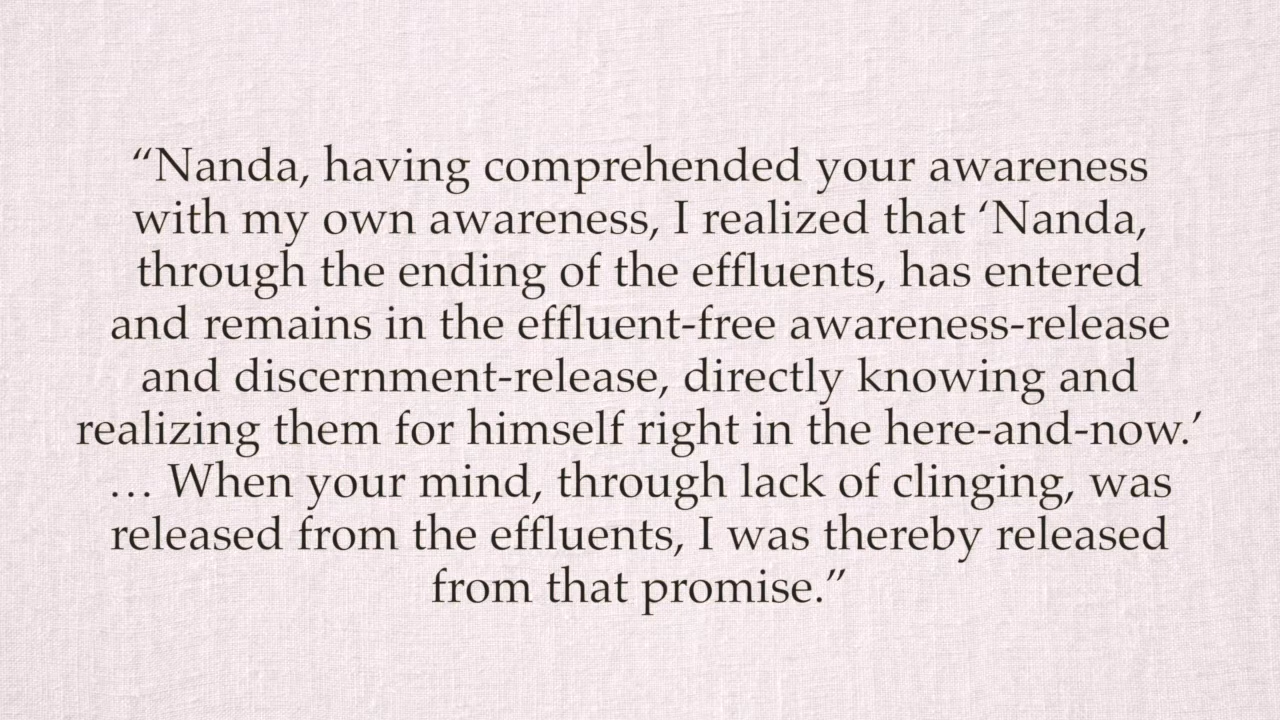 “Nanda, having comprehended your awareness
with my own awareness, I realized that ‘Nanda,
through the ending of the effluents, has entered
and remains in the effluent-free awareness-release
and discernment-release, directly knowing and
realizing them for himself right in the here-and-now.’
… When your mind, through lack of clinging, was
released from the effluents, I was thereby released
from that promise.”